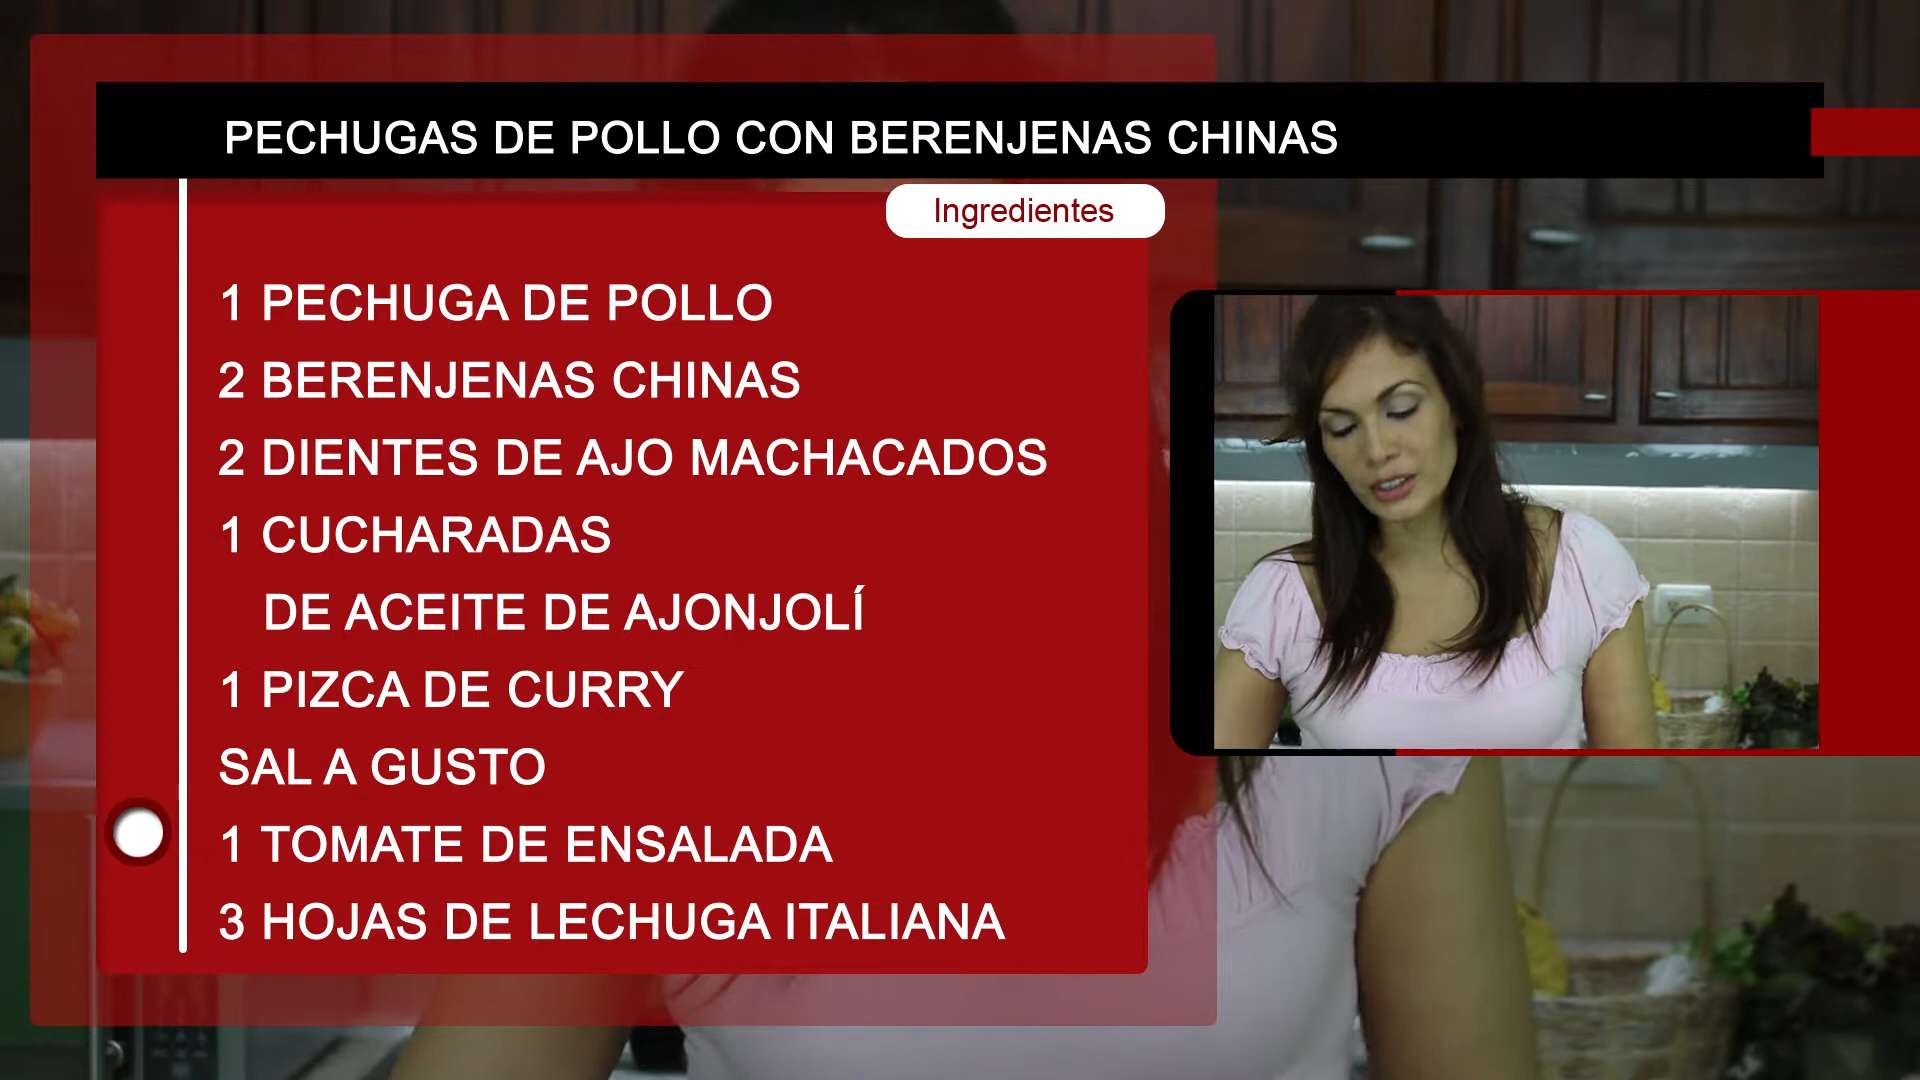 PECHUGAS DE POLLO CON BERENJENAS CHINAS
Ingredientes
1 PECHUGA DE POLLO
2 BERENJENAS CHINAS
2 DIENTES DE AJO MACHACADOS
1 CUCHARADAS
DE ACEITE DE AJONJOLÍ
1 PIZCA DE CURRY
SAL A GUSTO
1 TOMATE DE ENSALADA
3 HOJAS DE LECHUGA ITALIANA